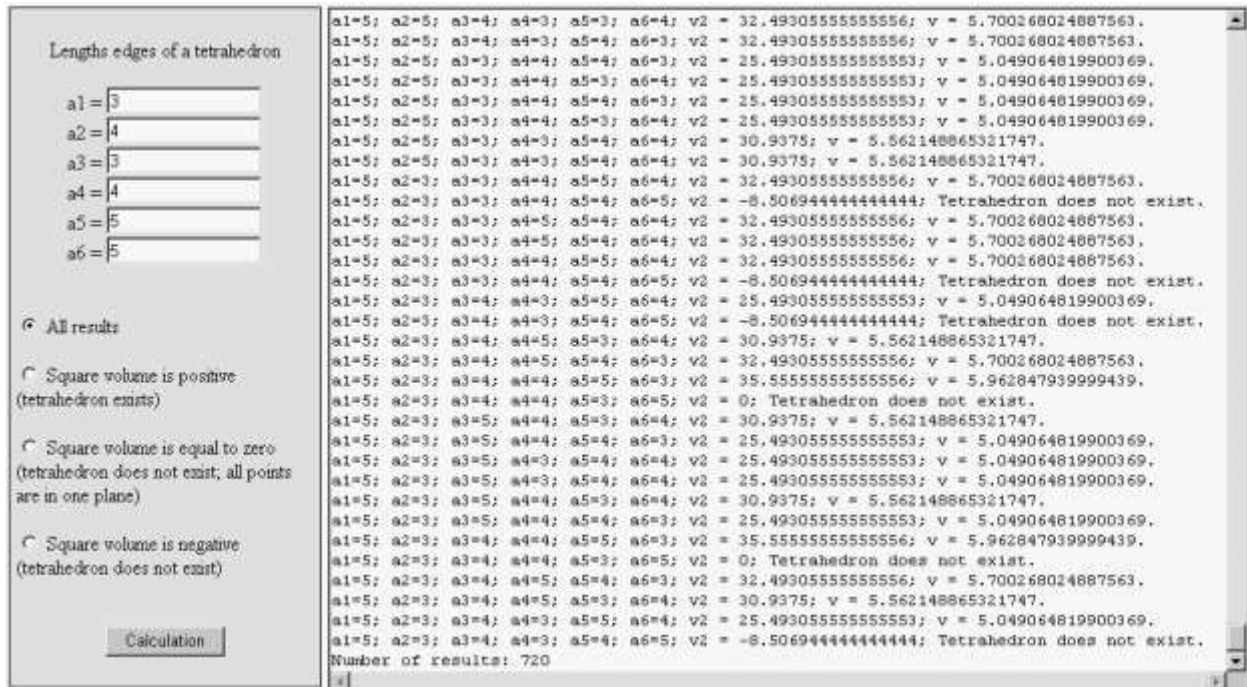 Lengths edges of a tetrahedron
a1 = 3
a2 = 4
a3 = 3
a4 = 4
a5 = 5
a6 = 5
All results
Square volume is positive
(tetrahedron exists)
Square volume is equal to zero
(tetrahedron does not exist; all points
are in one plane)
Square volume is negative
(tetrahedron does not exist)
Calculation
a1=5; a2=5; a3=4; a4=3; a5=3; a6=4; v2 = 32.49305555555556; v = 5.700268024887563.
a1=5; a2=5; a3=4; a4=3; a5=4; a6=3; v2 = 32.49305555555556; v = 5.700268024887563.
a1=5; a2=5; a3=3; a4=4; a5=4; a6=3; v2 = 25.493055555555553; v = 5.049064819900369.
a1=5; a2=5; a3=3; a4=4; a5=3; a6=4; v2 = 25.493055555555553; v = 5.049064819900369.
a1=5; a2=5; a3=3; a4=4; a5=4; a6=3; v2 = 25.493055555555553; v = 5.049064819900369.
a1=5; a2=5; a3=3; a4=4; a5=3; a6=4; v2 = 25.493055555555553; v = 5.049064819900369.
a1=5; a2=5; a3=3; a4=3; a5=4; a6=4; v2 = 30.9375; v = 5.562148865321747.
a1=5; a2=5; a3=3; a4=3; a5=4; a6=4; v2 = 30.9375; v = 5.562148865321747.
a1=5; a2=3; a3=3; a4=4; a5=5; a6=4; v2 = 32.49305555555556; v = 5.700268024887563.
a1=5; a2=3; a3=3; a4=4; a5=4; a6=5; v2 = -8.506944444444444; Tetrahedron does not exist.
a1=5; a2=3; a3=3; a4=5; a5=4; a6=4; v2 = 32.49305555555556; v = 5.700268024887563.
a1=5; a2=3; a3=3; a4=5; a5=4; a6=4; v2 = 32.49305555555556; v = 5.700268024887563.
a1=5; a2=3; a3=3; a4=4; a5=5; a6=4; v2 = 32.49305555555556; v = 5.700268024887563.
a1=5; a2=3; a3=3; a4=4; a5=4; a6=5; v2 = -8.506944444444444; Tetrahedron does not exist.
a1=5; a2=3; a3=4; a4=3; a5=5; a6=4; v2 = 25.493055555555553; v = 5.049064819900369.
a1=5; a2=3; a3=4; a4=3; a5=4; a6=5; v2 = -8.506944444444444; Tetrahedron does not exist.
a1=5; a2=3; a3=4; a4=5; a5=3; a6=4; v2 = 30.9375; v = 5.562148865321747.
a1=5; a2=3; a3=4; a4=5; a5=4; a6=3; v2 = 32.49305555555556; v = 5.700268024887563.
a1=5; a2=3; a3=4; a4=4; a5=5; a6=3; v2 = 35.55555555555556; v = 5.962847939999439.
a1=5; a2=3; a3=4; a4=4; a5=3; a6=5; v2 = 0; Tetrahedron does not exist.
a1=5; a2=3; a3=5; a4=4; a5=3; a6=4; v2 = 30.9375; v = 5.562148865321747.
a1=5; a2=3; a3=5; a4=4; a5=4; a6=3; v2 = 25.493055555555553; v = 5.049064819900369.
a1=5; a2=3; a3=5; a4=3; a5=4; a6=4; v2 = 25.493055555555553; v = 5.049064819900369.
a1=5; a2=3; a3=5; a4=3; a5=4; a6=4; v2 = 25.493055555555553; v = 5.049064819900369.
a1=5; a2=3; a3=5; a4=4; a5=3; a6=4; v2 = 30.9375; v = 5.562148865321747.
a1=5; a2=3; a3=5; a4=4; a5=4; a6=3; v2 = 25.493055555555553; v = 5.049064819900369.
a1=5; a2=3; a3=4; a4=4; a5=5; a6=3; v2 = 35.55555555555556; v = 5.962847939999439.
a1=5; a2=3; a3=4; a4=4; a5=3; a6=5; v2 = 0; Tetrahedron does not exist.
a1=5; a2=3; a3=4; a4=5; a5=4; a6=3; v2 = 32.49305555555556; v = 5.700268024887563.
a1=5; a2=3; a3=4; a4=5; a5=3; a6=4; v2 = 30.9375; v = 5.562148865321747.
a1=5; a2=3; a3=4; a4=3; a5=5; a6=4; v2 = 25.493055555555553; v = 5.049064819900369.
a1=5; a2=3; a3=4; a4=3; a5=4; a6=5; v2 = -8.506944444444444; Tetrahedron does not exist.
Number of results: 720